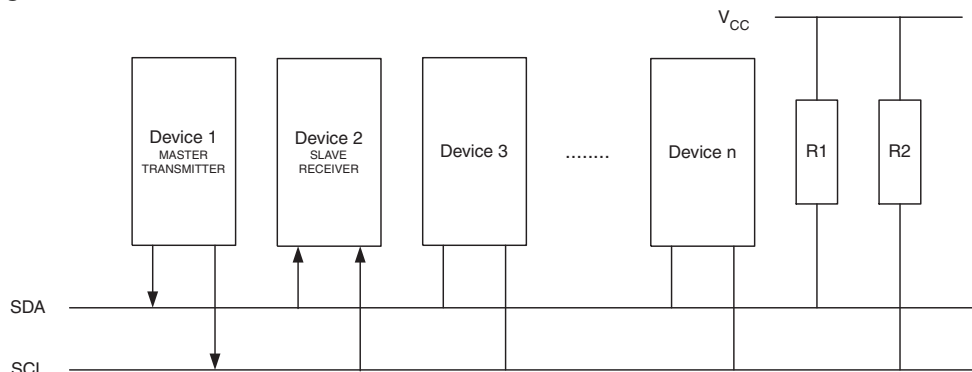 V_CC
Device 1
MASTER
TRANSMITTER
Device 2
SLAVE
RECEIVER
Device 3
........
Device n
R1
R2
SDA
SCL